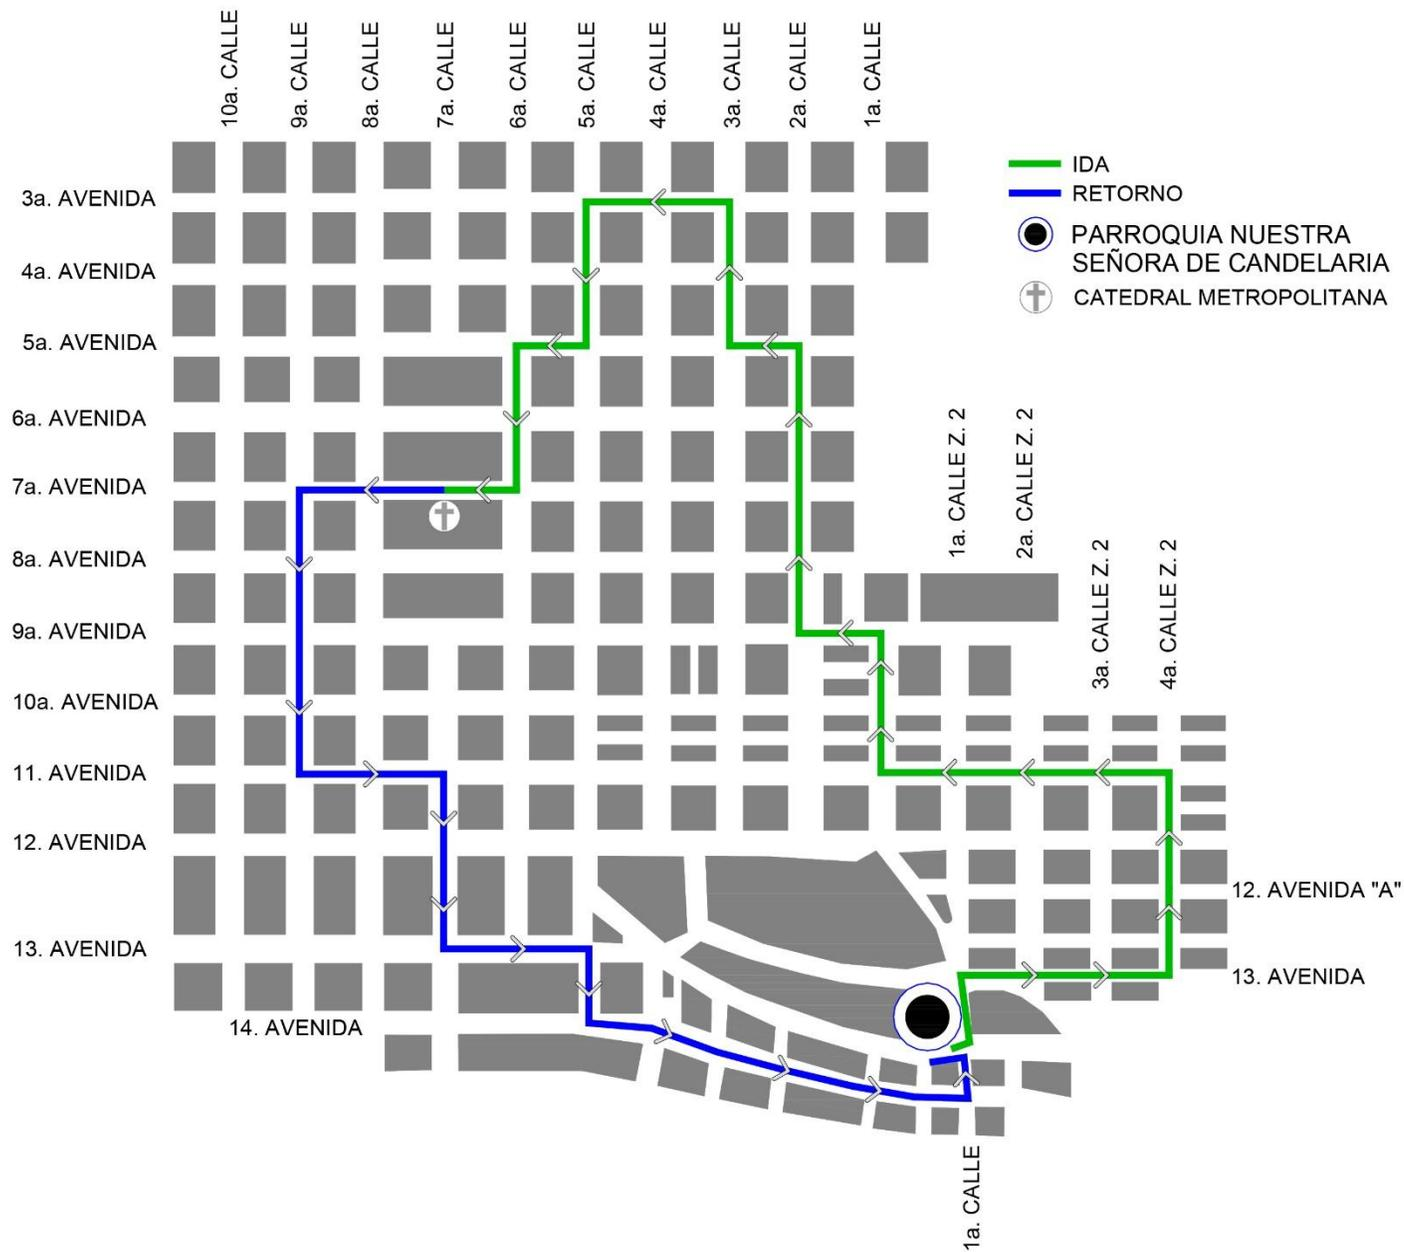 10a. CALLE
9a. CALLE
8a. CALLE
7a. CALLE
6a. CALLE
5a. CALLE
4a. CALLE
3a. CALLE
2a. CALLE
1a. CALLE
IDA
RETORNO
PARROQUIA NUESTRA
SEÑORA DE CANDELARIA
CATEDRAL METROPOLITANA
3a. AVENIDA
4a. AVENIDA
5a. AVENIDA
6a. AVENIDA
7a. AVENIDA
8a. AVENIDA
9a. AVENIDA
10a. AVENIDA
11. AVENIDA
12. AVENIDA
13. AVENIDA
14. AVENIDA
1a. CALLE Z. 2
2a. CALLE Z. 2
3a. CALLE Z. 2
4a. CALLE Z. 2
12. AVENIDA "A"
13. AVENIDA
1a. CALLE